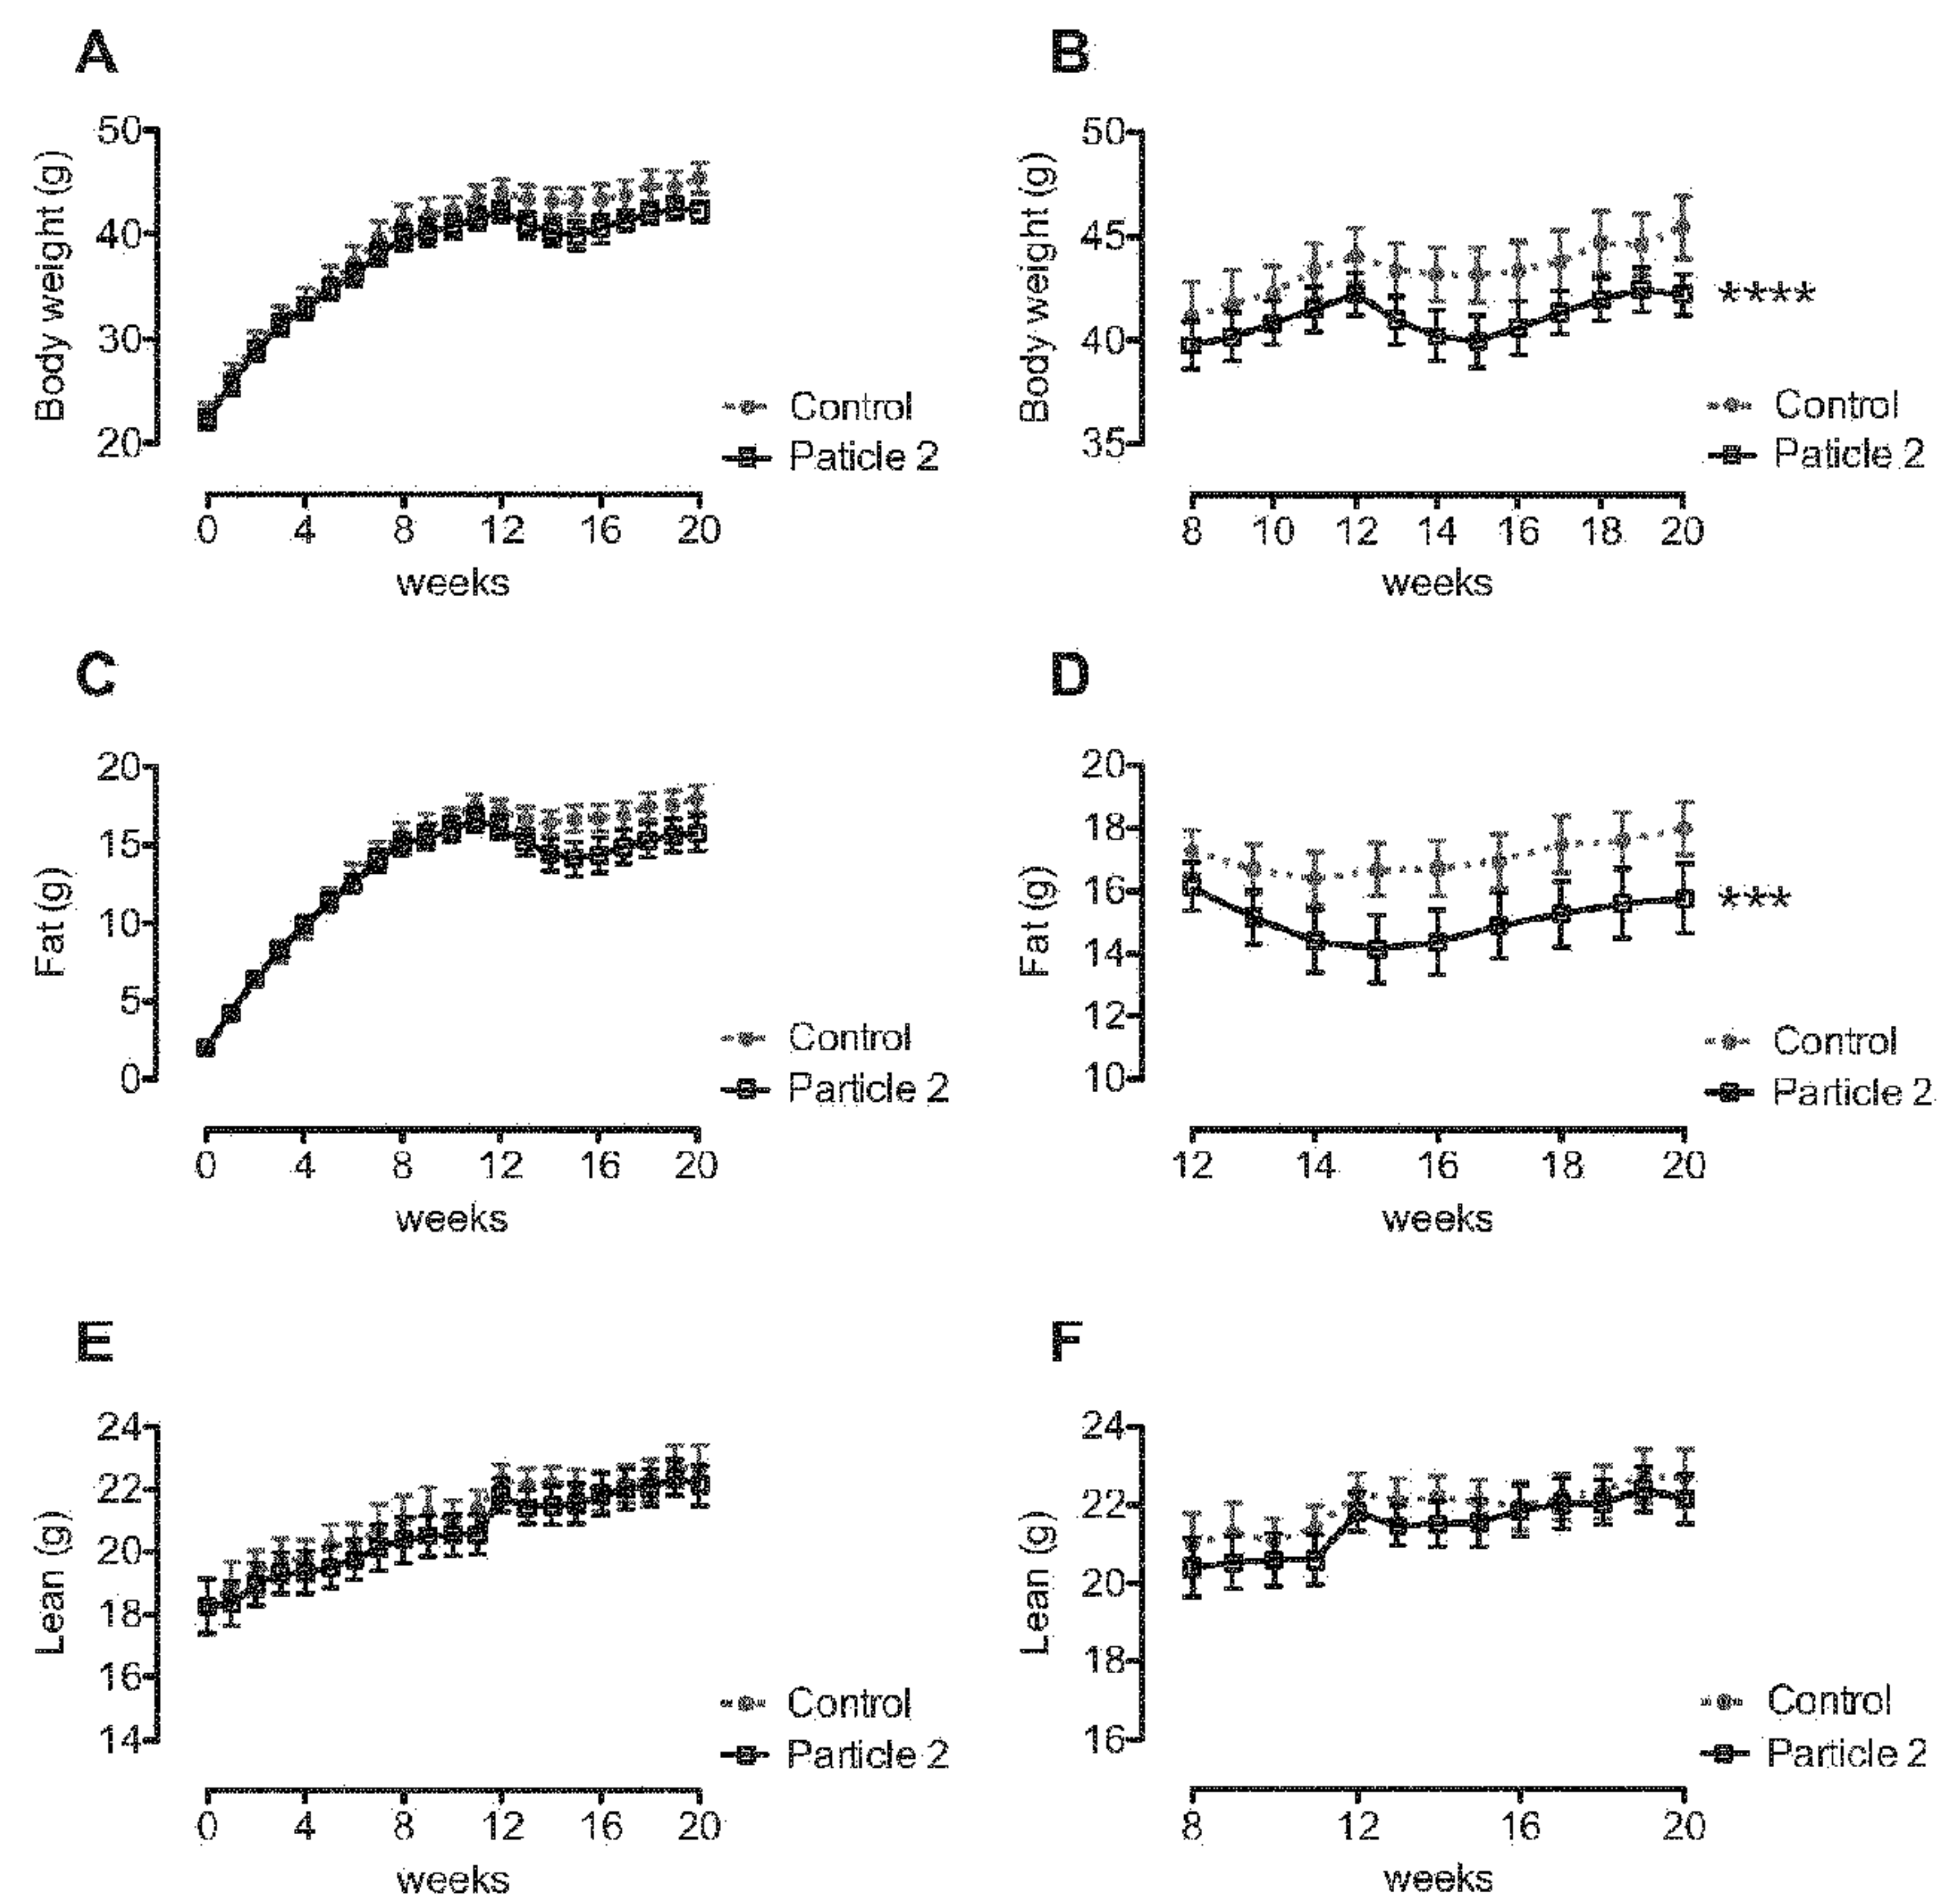 A
50
40
30
20
Body weight (g)
Control
Paticle 2
0 4 8 12 16 20
weeks
B
50
45
40
35
Body weight (g)
****
Control
Paticle 2
8 10 12 14 16 18 20
weeks
C
20
15
10
5
0
Fat (g)
Control
Particle 2
0 4 8 12 16 20
weeks
D
20
18
16
14
12
10
Fat (g)
***
Control
Particle 2
12 14 16 18 20
weeks
E
24
22
20
18
16
14
Lean (g)
Control
Particle 2
0 4 8 12 16 20
weeks
F
24
22
20
18
16
Lean (g)
Control
Particle 2
8 12 16 20
weeks